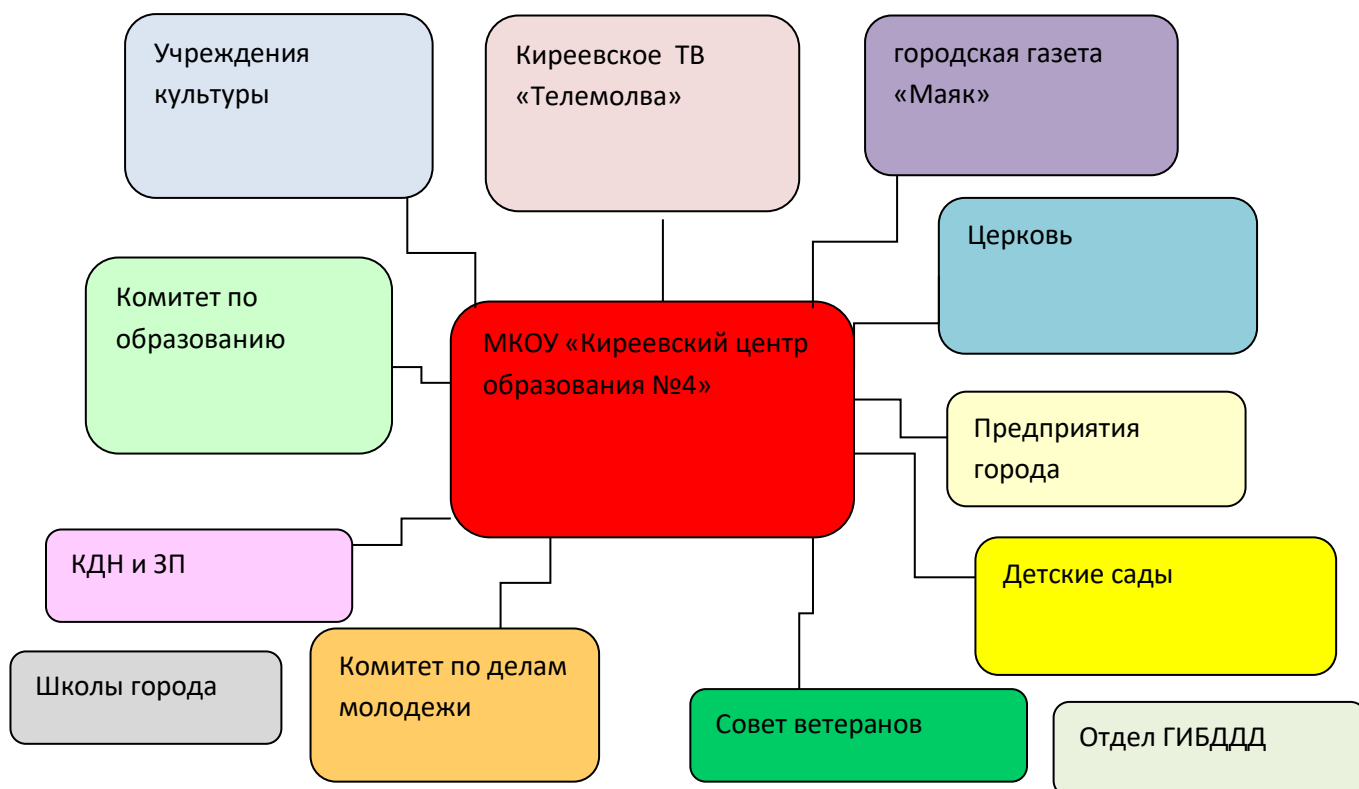 Учреждения
культуры
Киреевское ТВ
«Телемолва»
городская газета
«Маяк»
Церковь
Комитет по
образованию
МКОУ «Киреевский центр
образования №4»
Предприятия
города
КДН и ЗП
Детские сады
Школы города
Комитет по делам
молодежи
Совет ветеранов
Отдел ГИБДДД